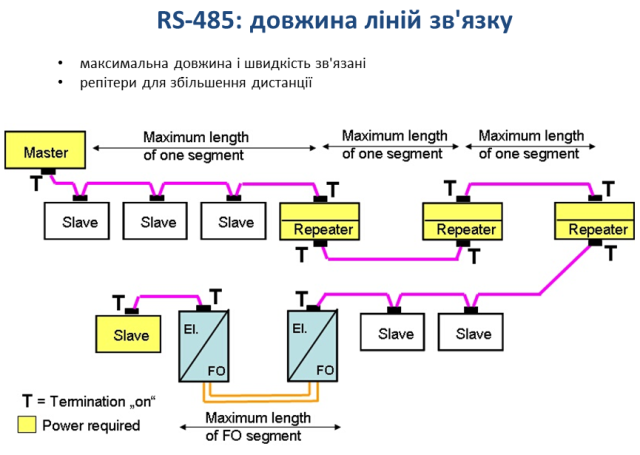 RS-485: довжина ліній зв'язку
• максимальна довжина і швидкість зв'язані
• репітери для збільшення дистанції
Master
Maximum length
of one segment
Maximum length
of one segment
Maximum length
of one segment
T
T
T
T
Slave
Slave
Slave
Repeater
Repeater
Repeater
T
T
T
T
T
T
Slave
El.
FO
El.
FO
Slave
Slave
T = Termination „on“
Power required
Maximum length
of FO segment